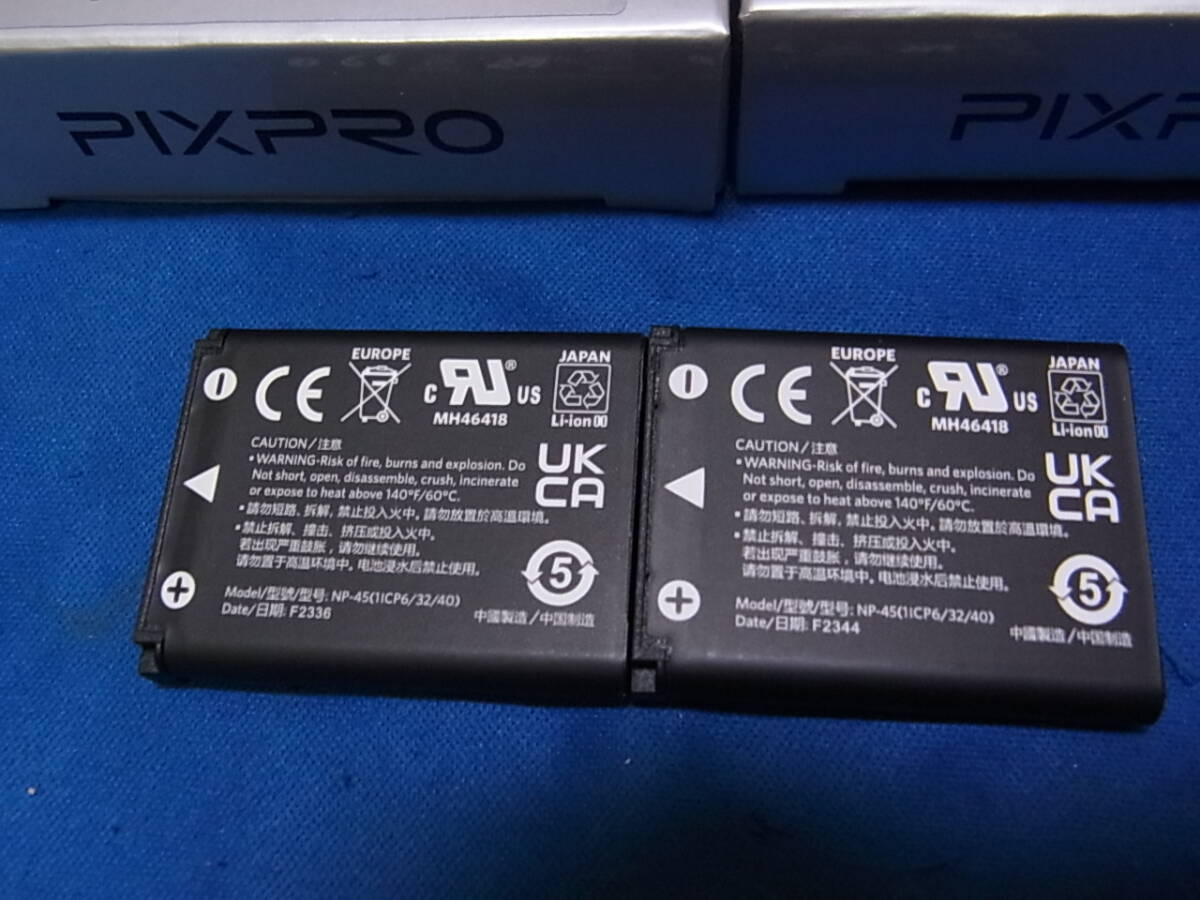 PIXPRO
PIXP
EUROPE
JAPAN
CE
c RU® US
MH46418
Li-ion 00
CAUTION/注意
•WARNING-Risk of fire, burns and explosion. Do
Not short, open, disassemble, crush, incinerate
or expose to heat above 140°F/60°C.
•請勿短路、拆解, 禁止投入火中。請勿放置於高溫環境。
•禁止拆解、撞击、挤压或投入火中。
若出现严重鼓胀,请勿继续使用。
请勿置于高温环境中。电池浸水后禁止使用。
UK
CA
5
Model/型號/型号: NP-45(1ICP6/32/40)
Date/日期: F2336
中國製造/中国制造
EUROPE
JAPAN
CE
c RU® US
MH46418
Li-ion 00
CAUTION/注意
•WARNING-Risk of fire, burns and explosion. Do
Not short, open, disassemble, crush, incinerate
or expose to heat above 140°F/60°C.
•請勿短路、拆解, 禁止投入火中。請勿放置於高溫環境。
•禁止拆解、撞击、挤压或投入火中。
若出现严重鼓胀,请勿继续使用。
请勿置于高温环境中。电池浸水后禁止使用。
UK
CA
5
Model/型號/型号: NP-45(1ICP6/32/40)
Date/日期: F2344
中國製造/中国制造